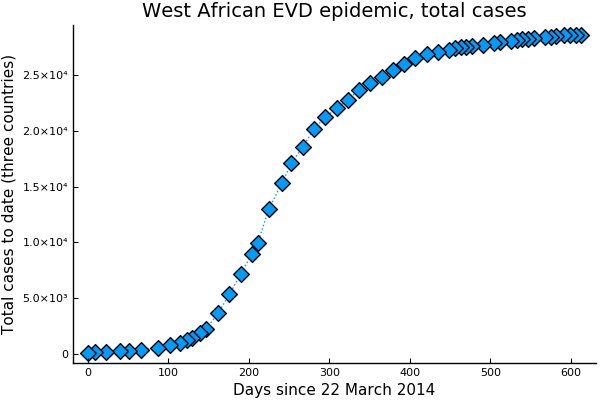 West African EVD epidemic, total cases
Total cases to date (three countries)
2.5×10⁴
2.0×10⁴
1.5×10⁴
1.0×10⁴
5.0×10³
0
0 100 200 300 400 500 600
Days since 22 March 2014